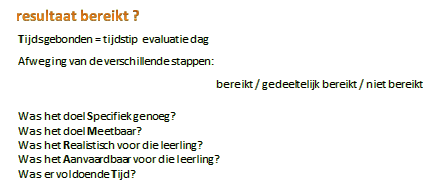 resultaat bereikt ?
Tijdsgebonden = tijdstip evaluatie dag
Afweging van de verschillende stappen:
bereikt / gedeeltelijk bereikt / niet bereikt
Was het doel Specifiek genoeg?
Was het doel Meetbaar?
Was het Realistisch voor die leerling?
Was het Aanvaardbaar voor die leerling?
Was er voldoende Tijd?